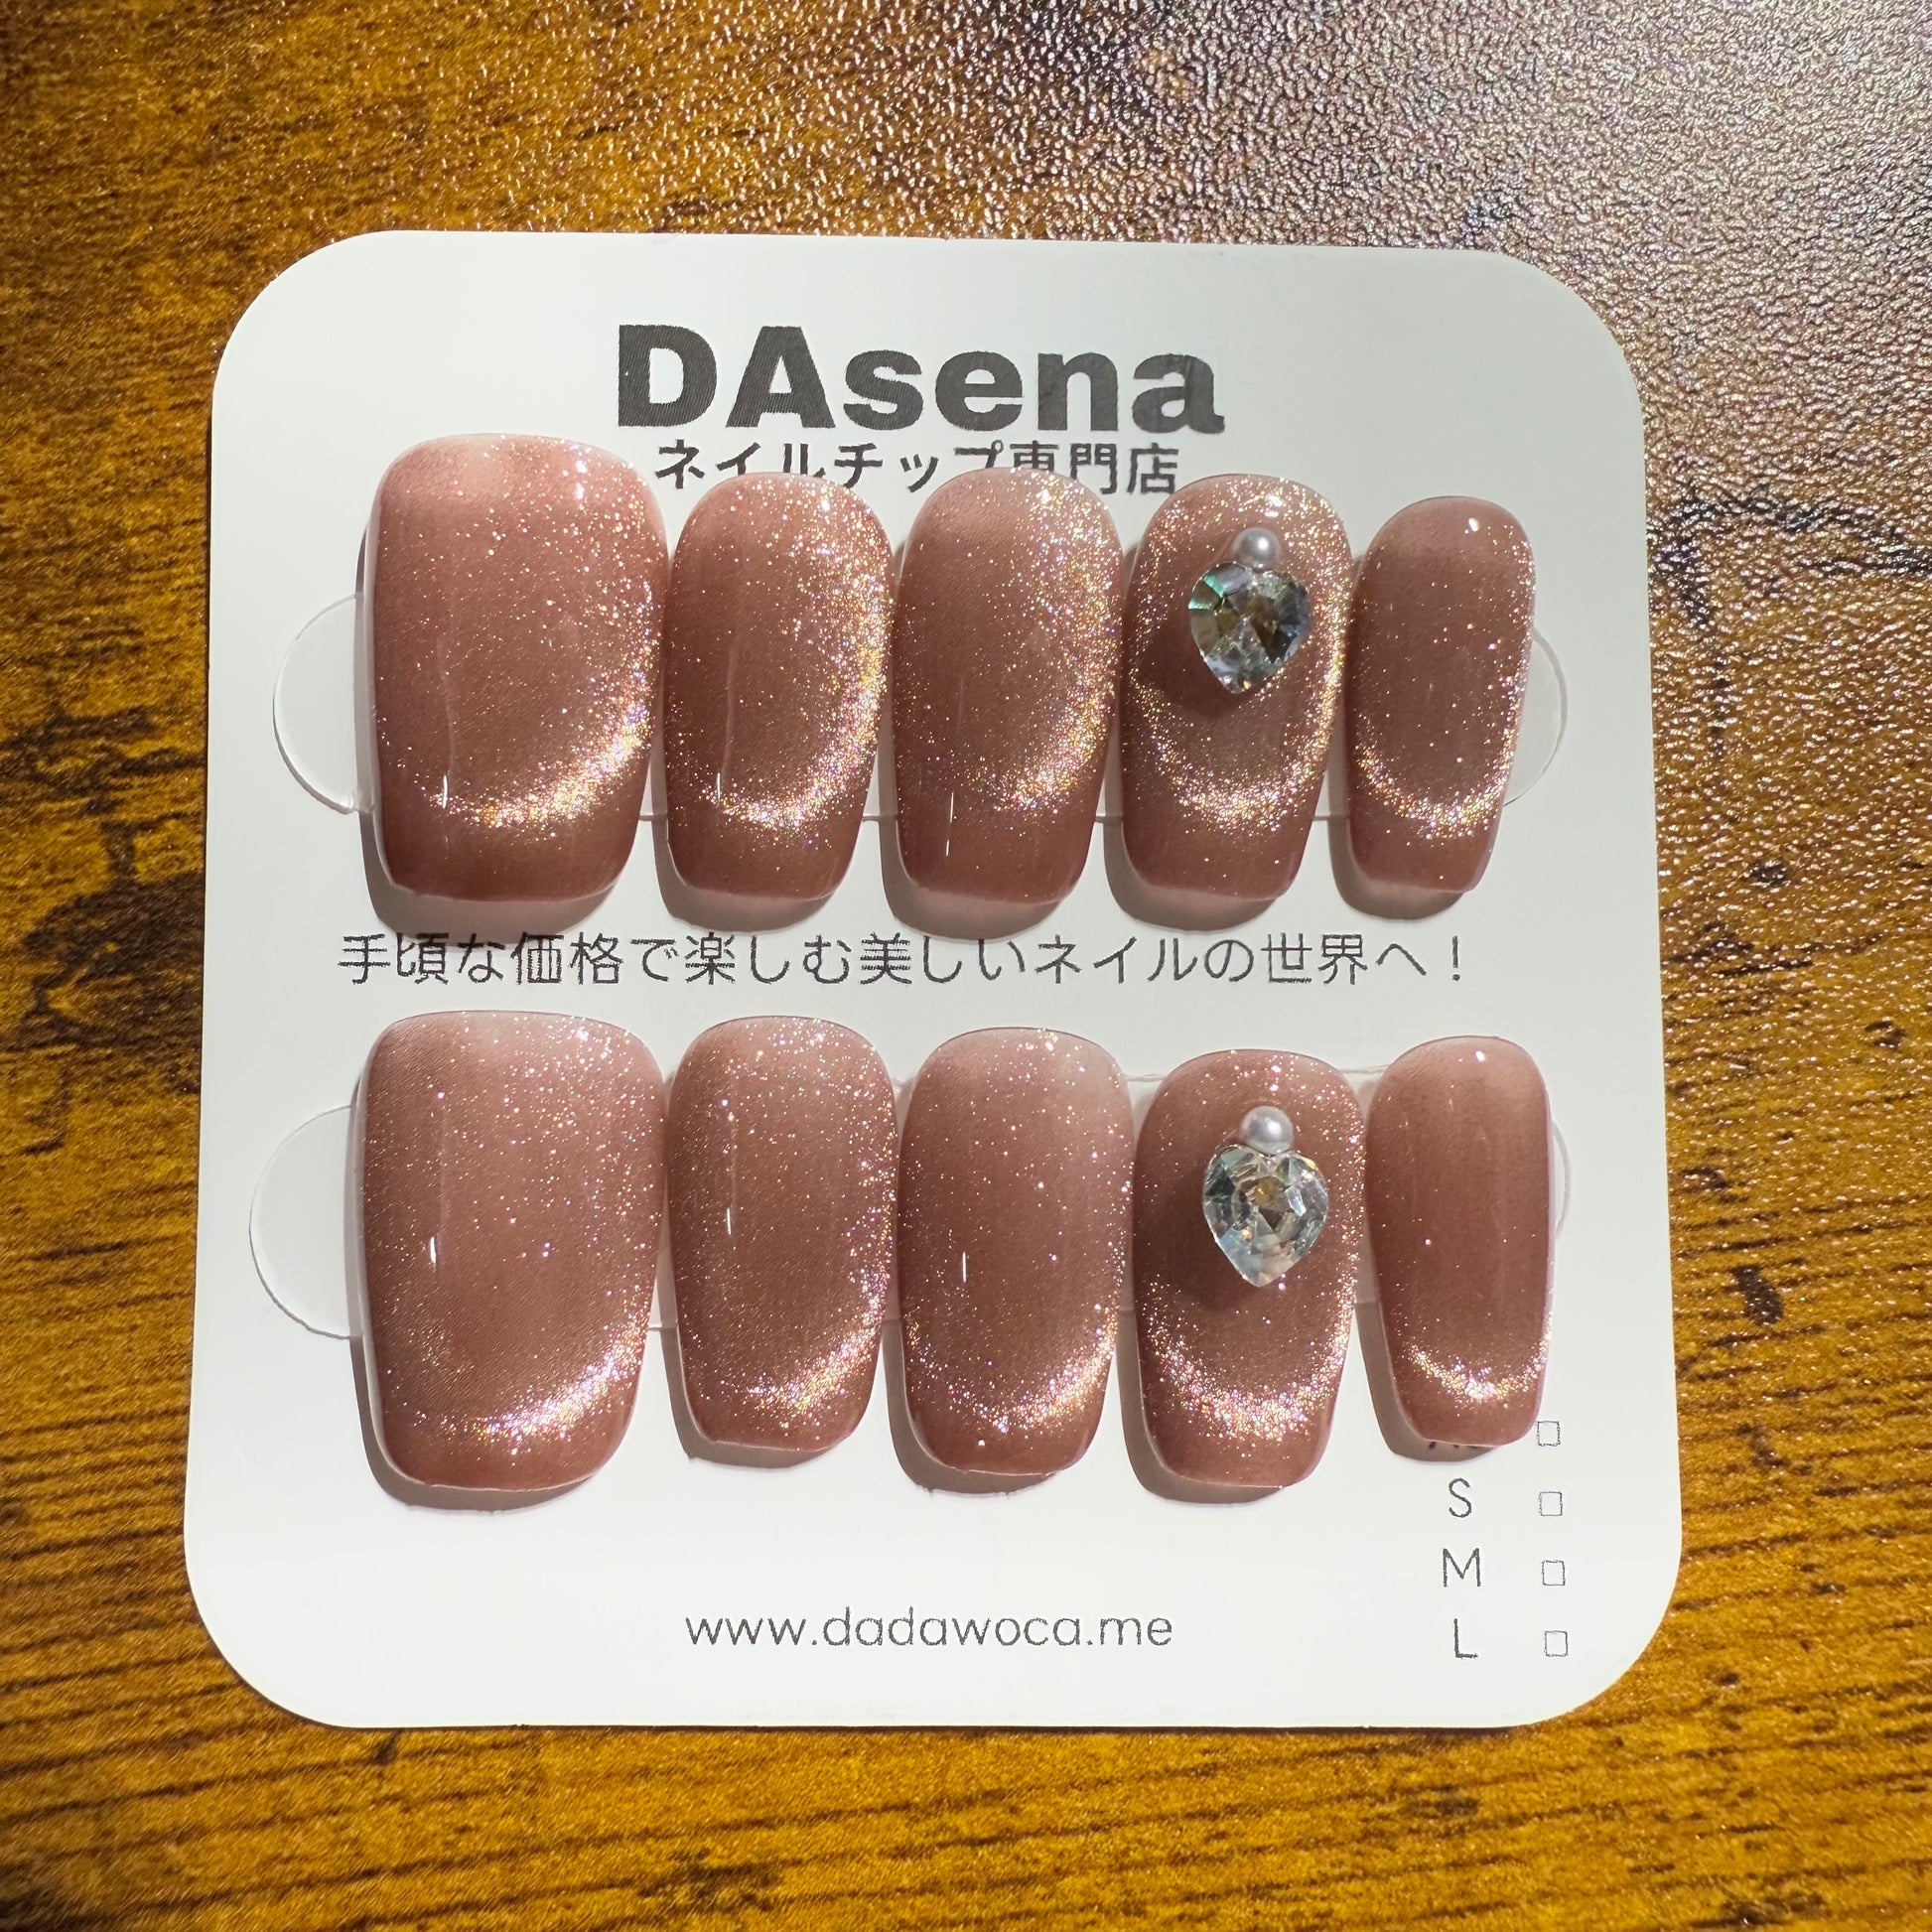 DAsena
ネイルチップ専門店
手頃な価格で楽しむ美しいネイルの世界へ！
S □
M □
L □
www.dadawoca.me